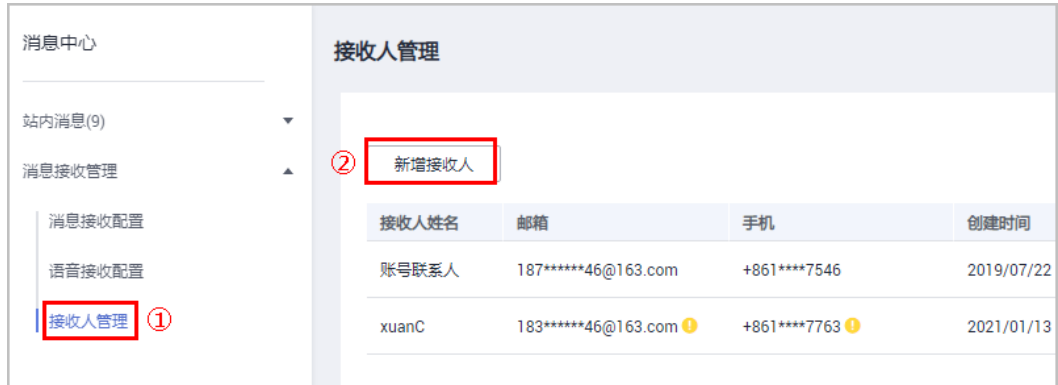 消息中心
站内消息(9)
消息接收管理
消息接收配置
语音接收配置
接收人管理 ①
接收人管理
② 新增接收人
接收人姓名 邮箱 手机 创建时间
账号联系人 187******46@163.com +861****7546 2019/07/22
xuanC 183******46@163.com +861****7763 2021/01/13